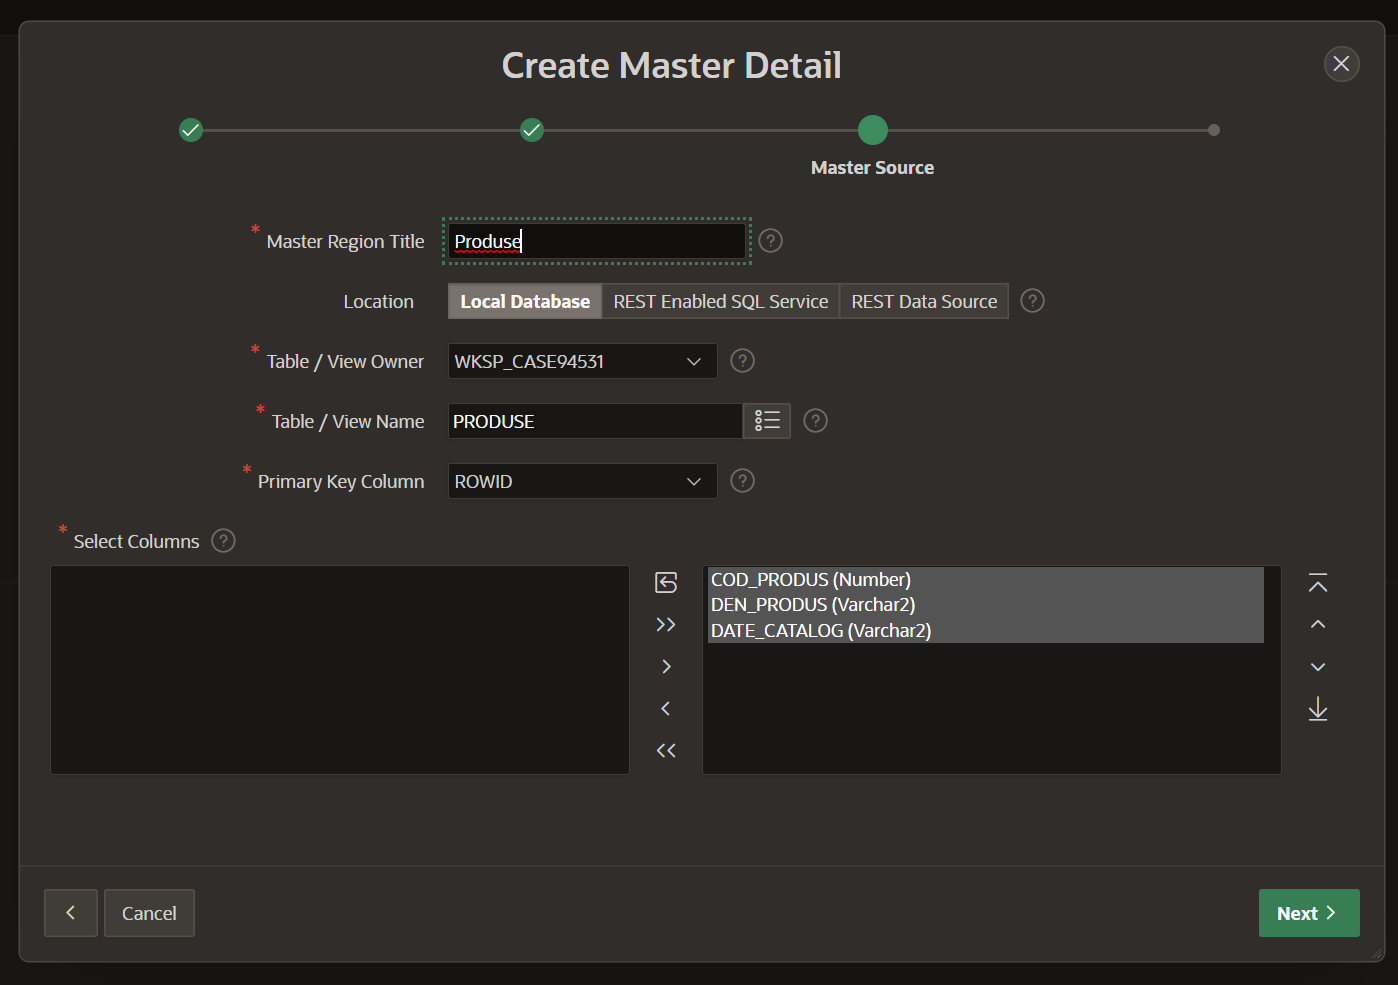 Create Master Detail
Master Source
* Master Region Title Produse ?
Location Local Database REST Enabled SQL Service REST Data Source ?
* Table / View Owner WKSP_CASE94531 ?
* Table / View Name PRODUSE ?
* Primary Key Column ROWID ?
* Select Columns ?
COD_PRODUS (Number)
DEN_PRODUS (Varchar2)
DATE_CATALOG (Varchar2)
Cancel Next